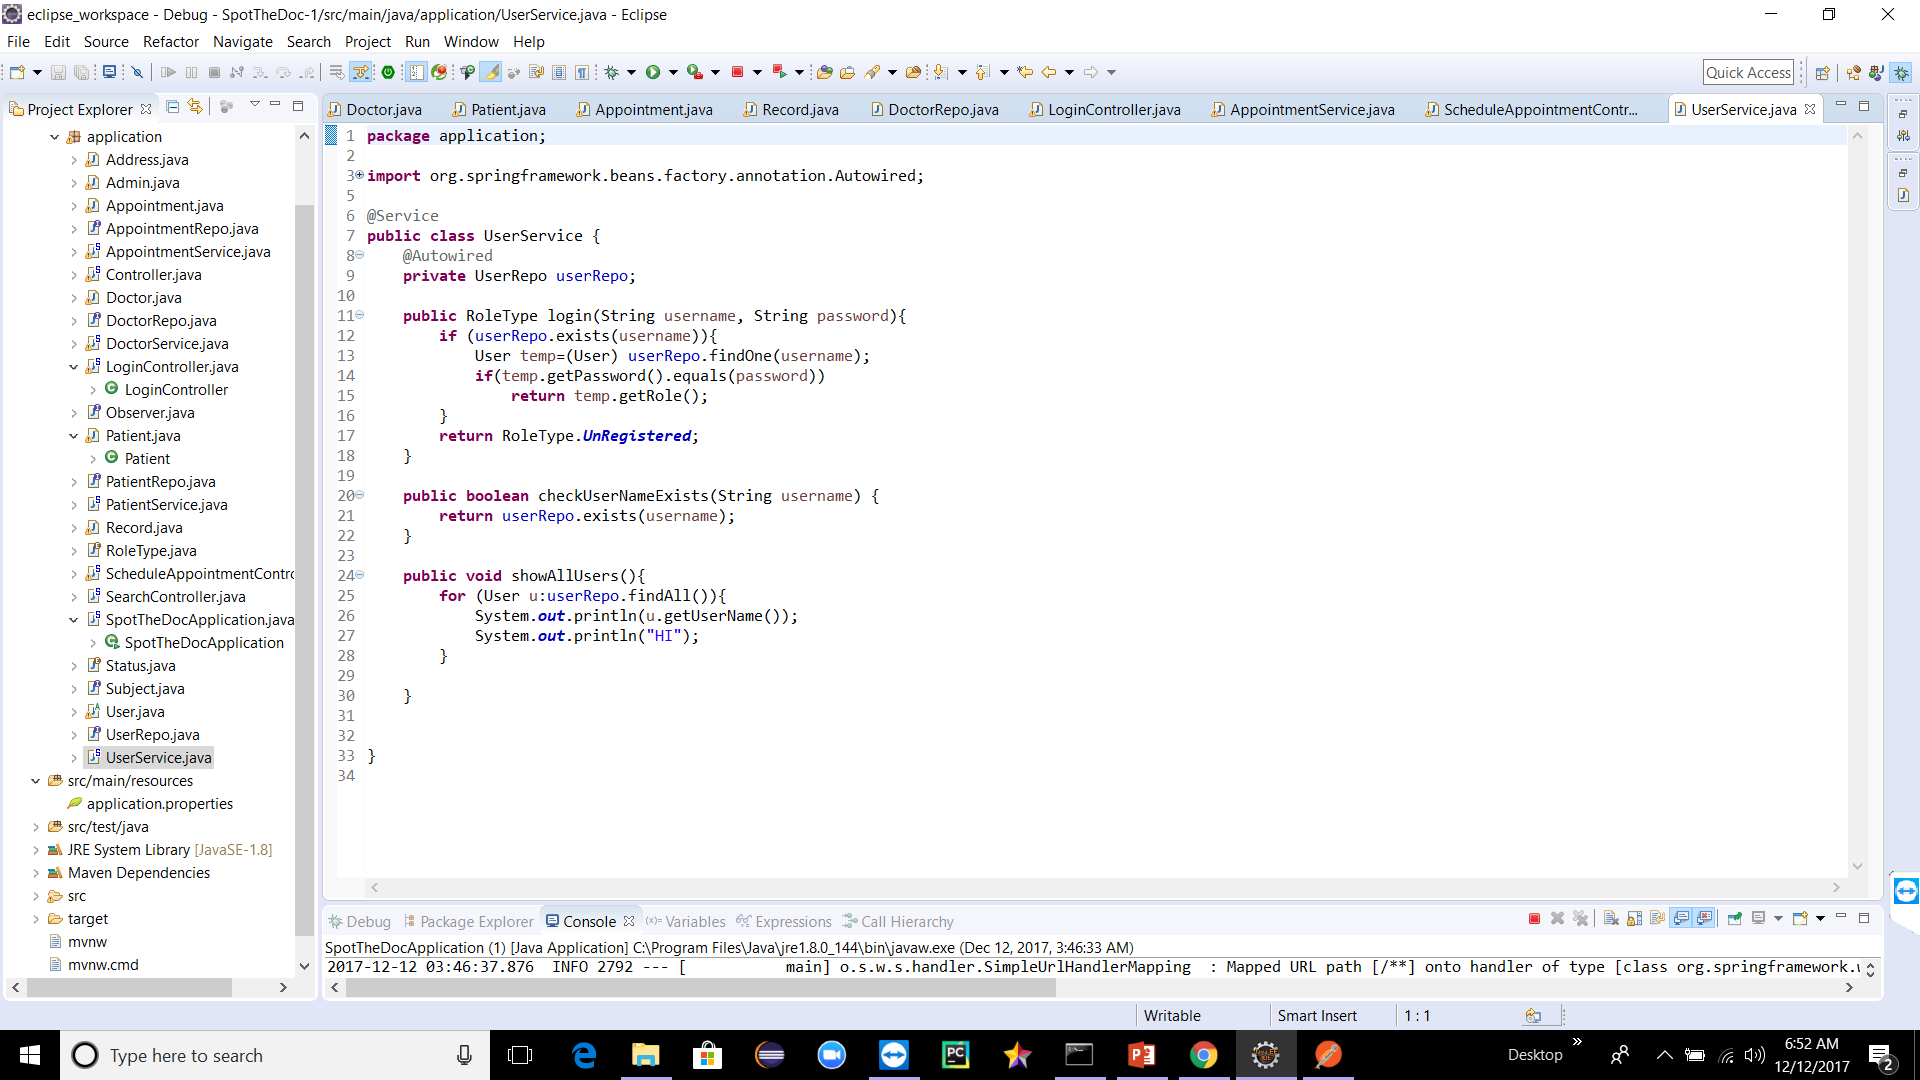 eclipse_workspace - Debug - SpotTheDoc-1/src/main/java/application/UserService.java - Eclipse
File Edit Source Refactor Navigate Search Project Run Window Help
Quick Access
Project Explorer
Doctor.java Patient.java Appointment.java Record.java DoctorRepo.java LoginController.java AppointmentService.java ScheduleAppointmentContr... UserService.java
application
Address.java
Admin.java
Appointment.java
AppointmentRepo.java
AppointmentService.java
Controller.java
Doctor.java
DoctorRepo.java
DoctorService.java
LoginController.java
LoginController
Observer.java
Patient.java
Patient
PatientRepo.java
PatientService.java
Record.java
RoleType.java
ScheduleAppointmentContro
SearchController.java
SpotTheDocApplication.java
SpotTheDocApplication
Status.java
Subject.java
User.java
UserRepo.java
UserService.java
src/main/resources
application.properties
src/test/java
JRE System Library [JavaSE-1.8]
Maven Dependencies
src
target
mvnw
mvnw.cmd
1 package application;
2
3 import org.springframework.beans.factory.annotation.Autowired;
5
6 @Service
7 public class UserService {
8 @Autowired
9 private UserRepo userRepo;
10
11 public RoleType login(String username, String password){
12 if (userRepo.exists(username)){
13 User temp=(User) userRepo.findOne(username);
14 if(temp.getPassword().equals(password))
15 return temp.getRole();
16 }
17 return RoleType.UnRegistered;
18 }
19
20 public boolean checkUserNameExists(String username) {
21 return userRepo.exists(username);
22 }
23
24 public void showAllUsers(){
25 for (User u:userRepo.findAll()){
26 System.out.println(u.getUserName());
27 System.out.println("HI");
28 }
29
30 }
31
32
33 }
34
Debug Package Explorer Console Variables Expressions Call Hierarchy
SpotTheDocApplication (1) [Java Application] C:\Program Files\Java\jre1.8.0_144\bin\javaw.exe (Dec 12, 2017, 3:46:33 AM)
2017-12-12 03:46:37.876 INFO 2792 --- [ main] o.s.w.s.handler.SimpleUrlHandlerMapping : Mapped URL path [/**] onto handler of type [class org.springframework.
Writable Smart Insert 1 : 1
Type here to search
Desktop
6:52 AM
12/12/2017
2